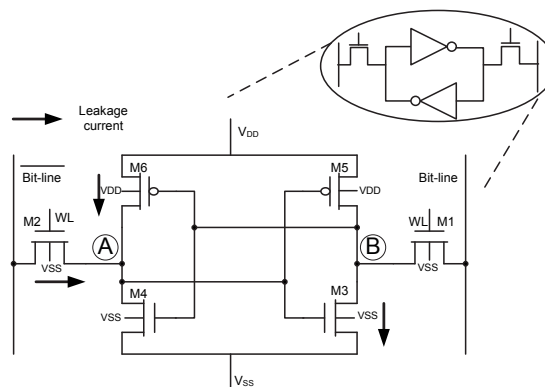 Leakage
current
VDD
M6
M5
Bit-line
Bit-line
VDD
VDD
M2
WL
A
B
WL
M1
VSS
VSS
M4
M3
VSS
VSS
VSS